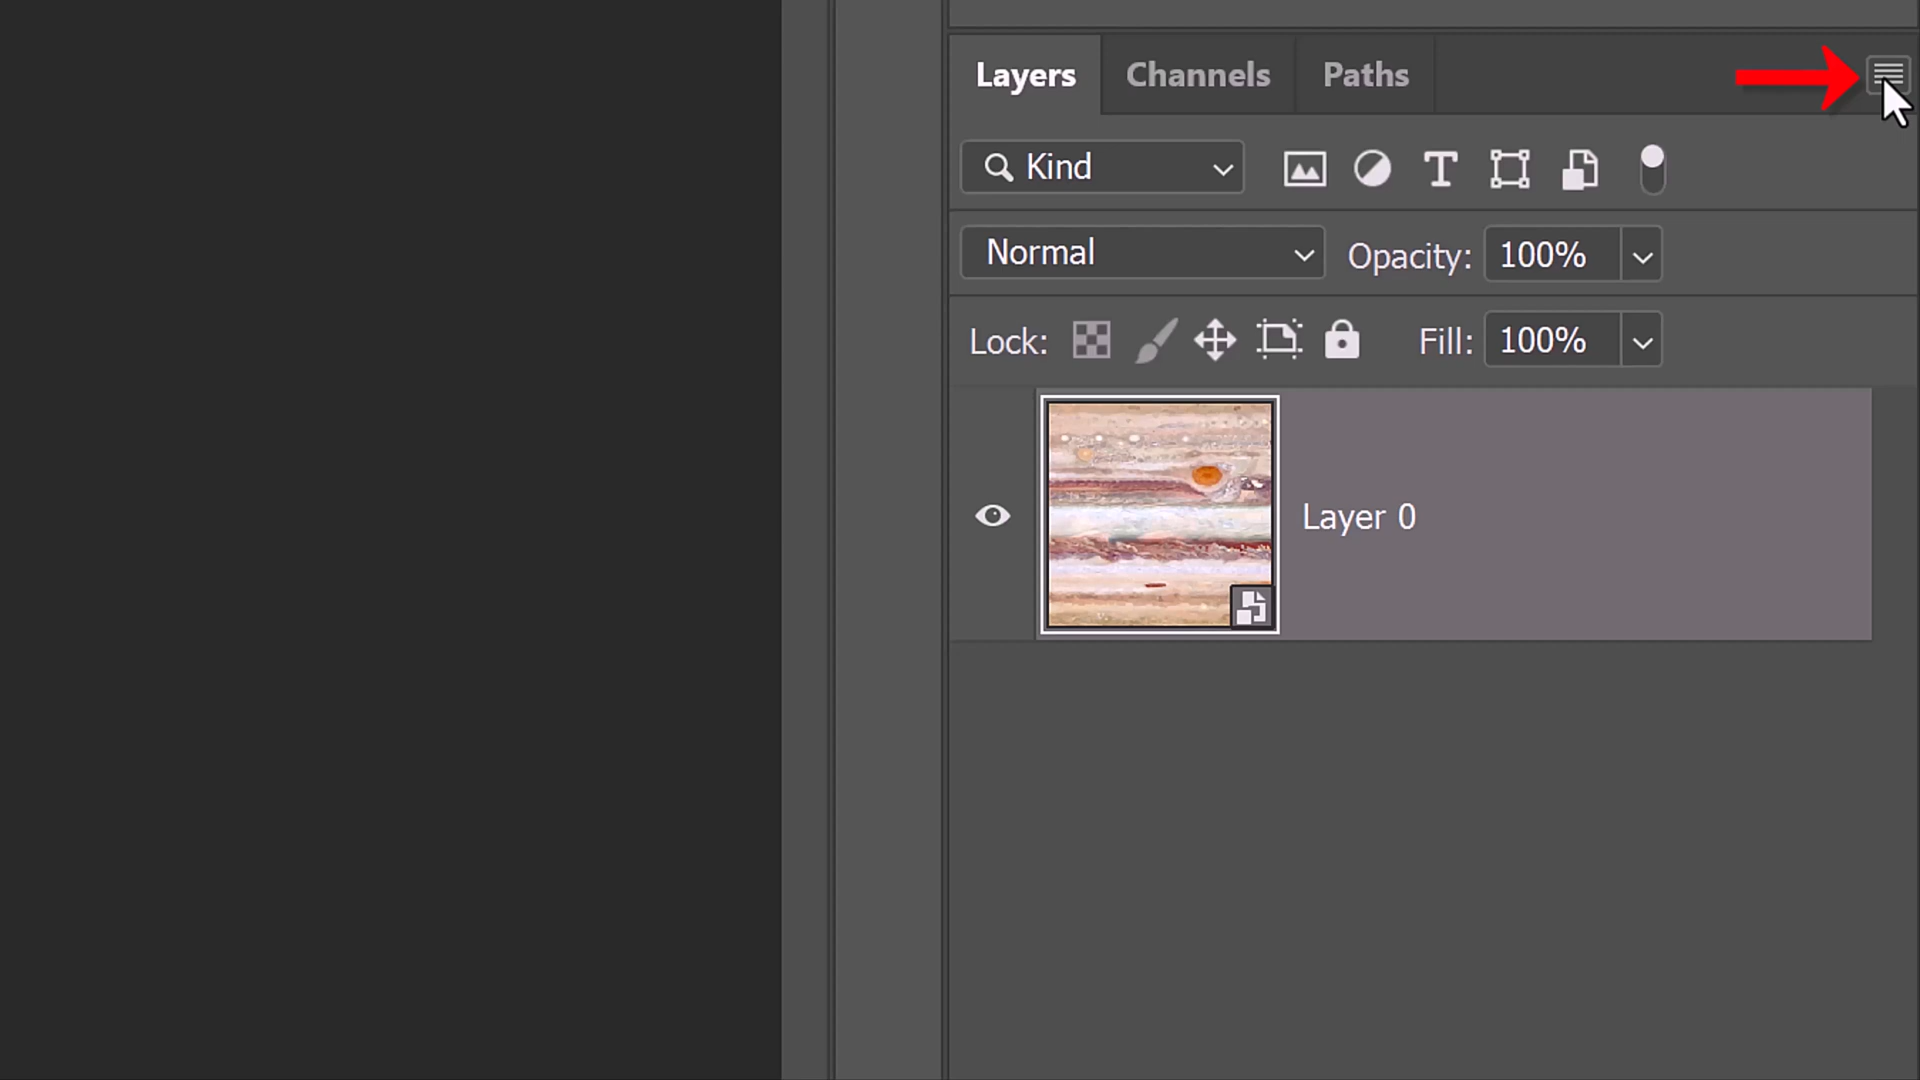 Layers Channels Paths
Kind
Normal Opacity: 100%
Lock: Fill: 100%
Layer 0